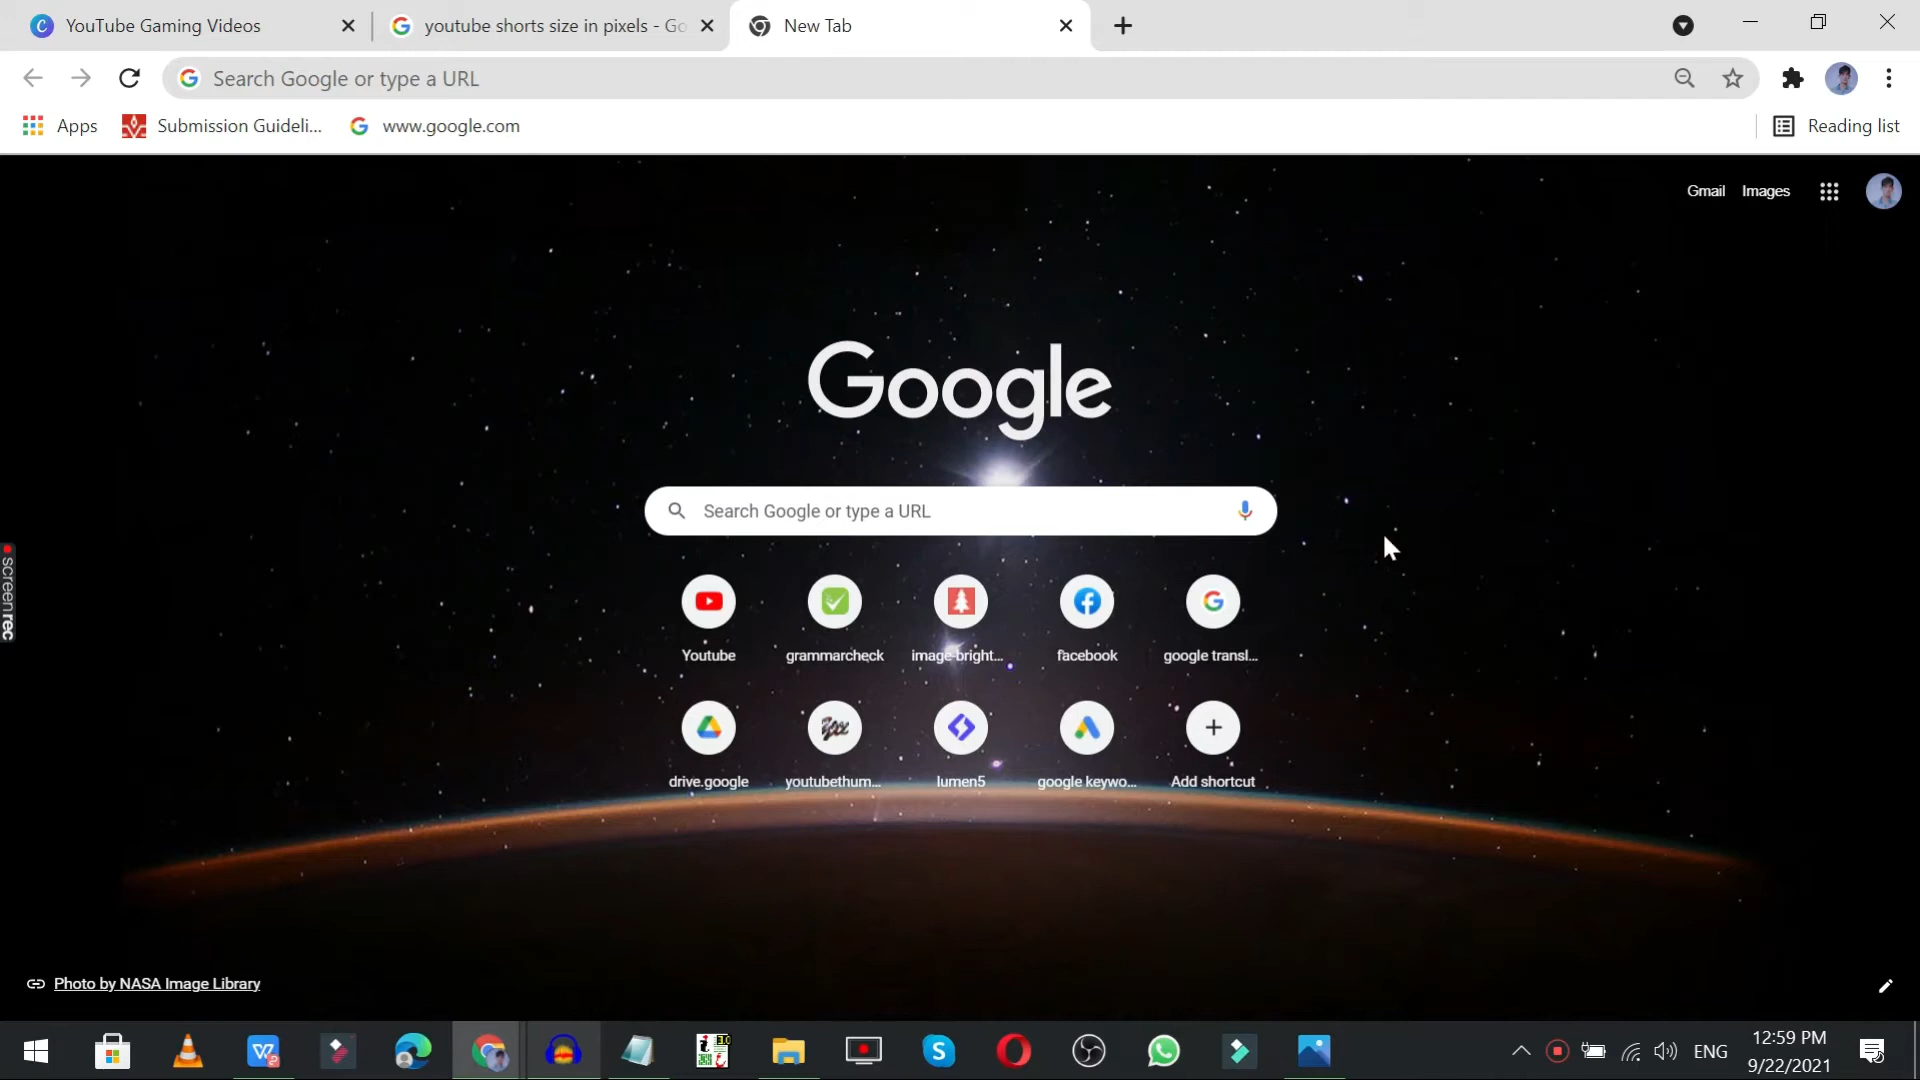 YouTube Gaming Videos
youtube shorts size in pixels - Go
New Tab
Search Google or type a URL
Apps
Submission Guideli...
www.google.com
Reading list
Gmail
Images
Google
Search Google or type a URL
screenrec
Youtube
grammarcheck
image-bright...
facebook
google transl...
drive.google
youtubethum...
lumen5
google keywo...
Add shortcut
Photo by NASA Image Library
ENG
12:59 PM
9/22/2021